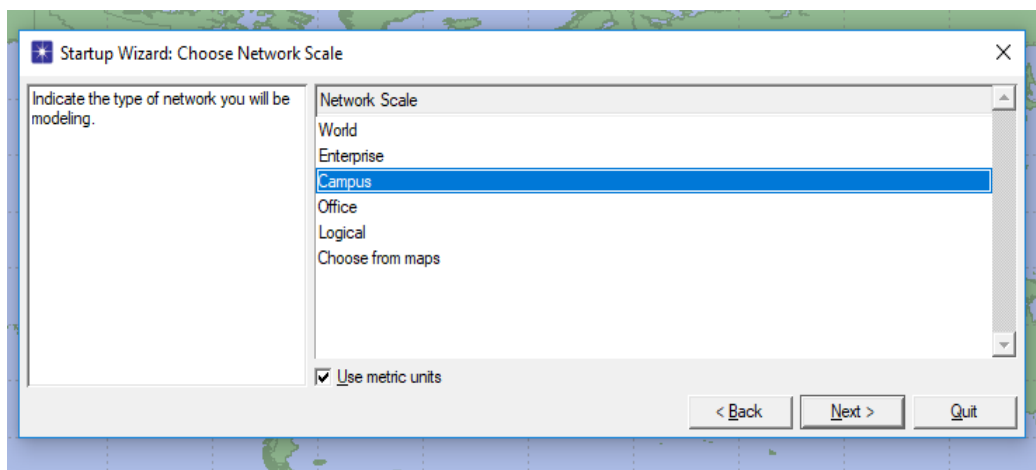 Startup Wizard: Choose Network Scale
Indicate the type of network you will be
modeling.
Network Scale
World
Enterprise
Campus
Office
Logical
Choose from maps
Use metric units
< Back
Next >
Quit